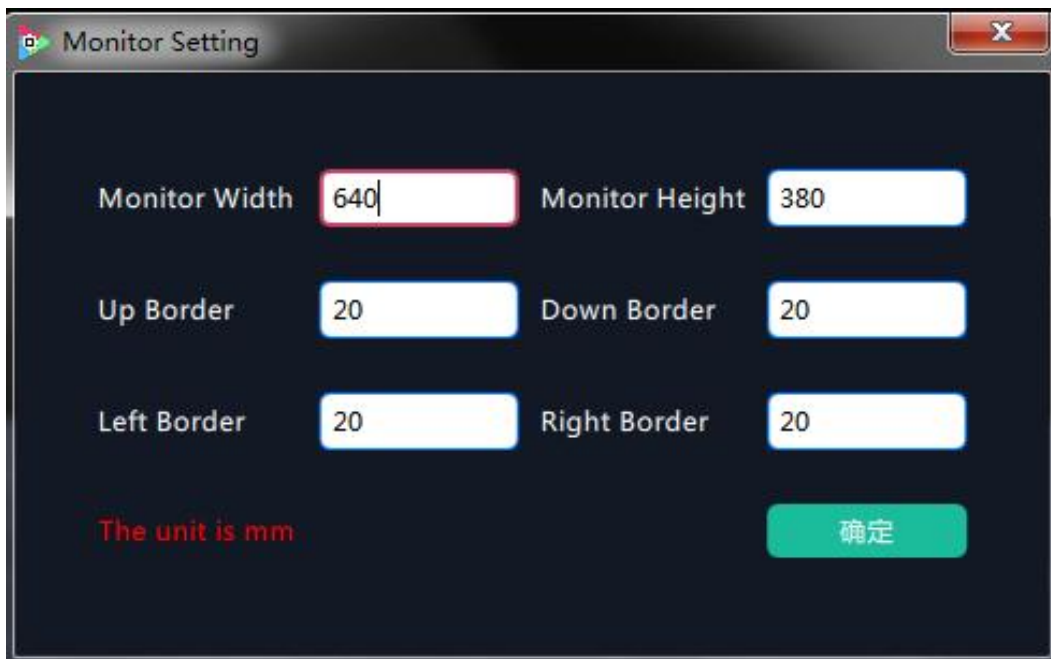 Monitor Setting
Monitor Width 640 Monitor Height 380
Up Border 20 Down Border 20
Left Border 20 Right Border 20
The unit is mm 确定